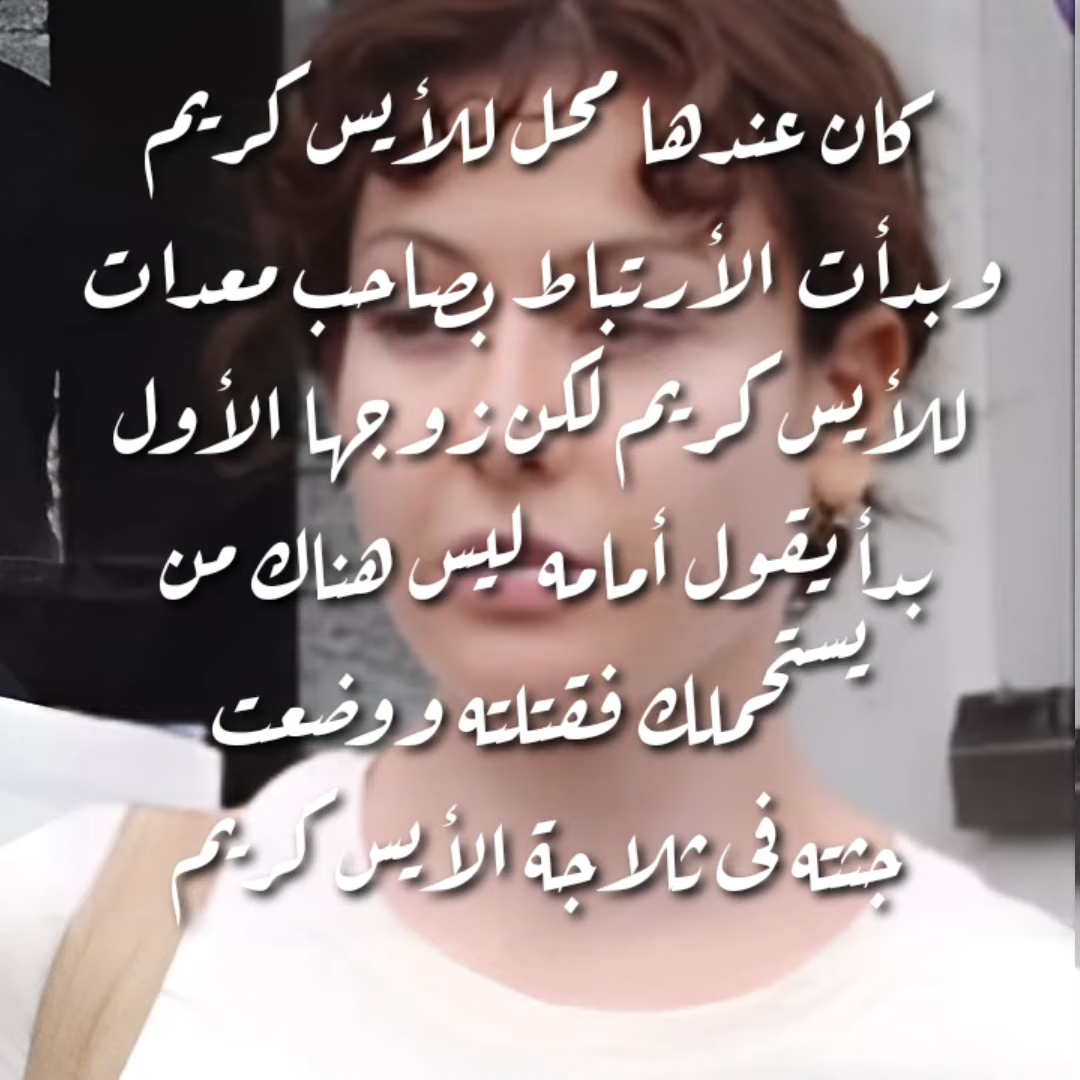 كان عندها محل للأيس كريم
وبدأت الأرتباط بصاحب معدات
للأيس كريم لكن زوجها الأول
بدأ يقول أمامه ليس هناك من
يستحملك فقتلته ووضعت
جثته فى ثلاجة الأيس كريم